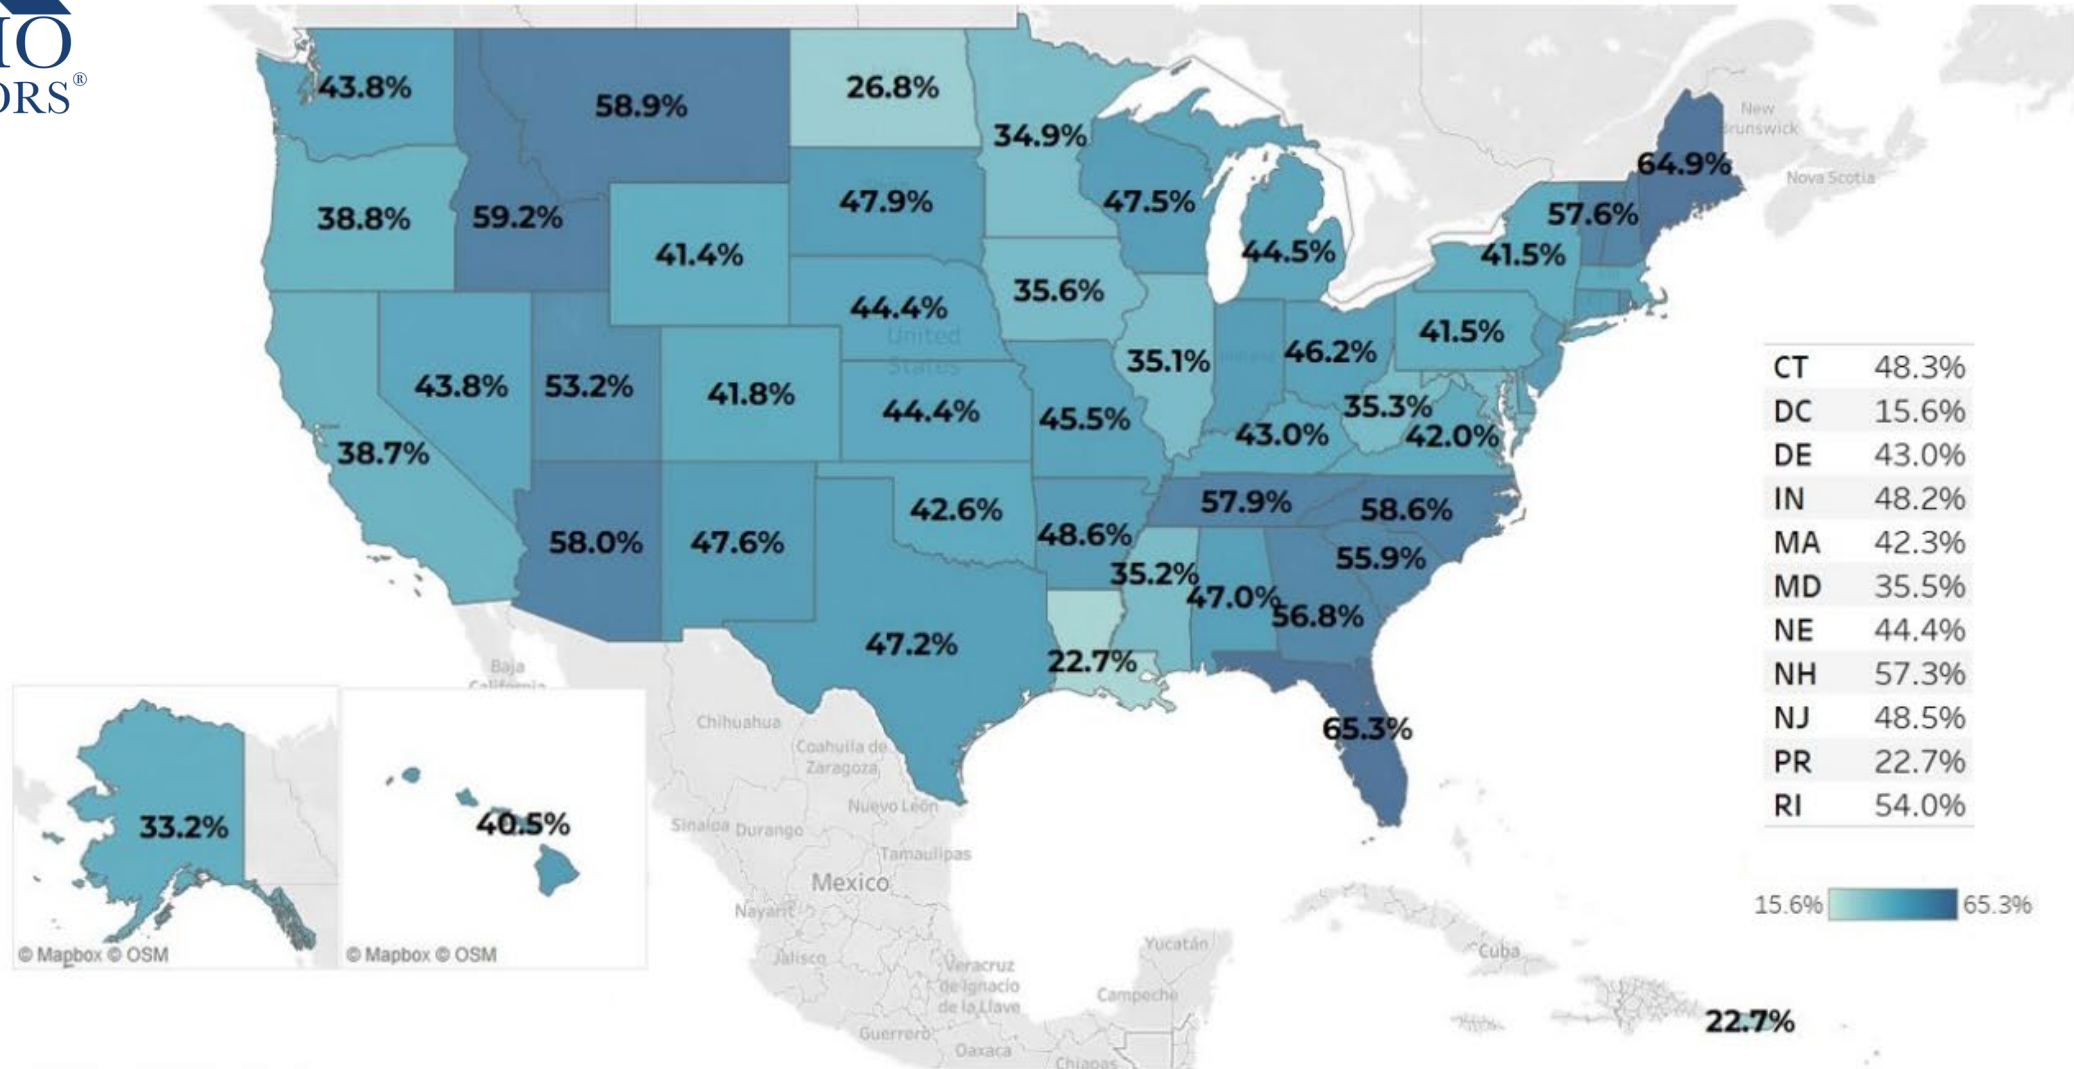 IO
ORS®
43.8%
58.9%
26.8%
34.9%
64.9%
New
Brunswick
Nova Scotia
38.8%
59.2%
41.4%
47.9%
47.5%
44.5%
57.6%
41.5%
44.4%
United
States
35.6%
35.1%
46.2%
41.5%
43.8%
53.2%
41.8%
44.4%
45.5%
43.0%
35.3%
42.0%
38.7%
58.0%
47.6%
42.6%
48.6%
57.9%
58.6%
55.9%
35.2%
47.0%
56.8%
47.2%
22.7%
65.3%
CT 48.3%
DC 15.6%
DE 43.0%
IN 48.2%
MA 42.3%
MD 35.5%
NE 44.4%
NH 57.3%
NJ 48.5%
PR 22.7%
RI 54.0%
15.6% 65.3%
Baja
California
Chihuahua
Coahuila de
Zaragoza
Nuevo León
Sinaloa Durango
Tamaulipas
Mexico
Nayarit
Jalisco
Veracruz
de Ignacio
de la Llave
Yucatán
Campeche
Guerrero
Oaxaca
Chiapas
Cuba
22.7%
33.2%
© Mapbox © OSM
40.5%
© Mapbox © OSM